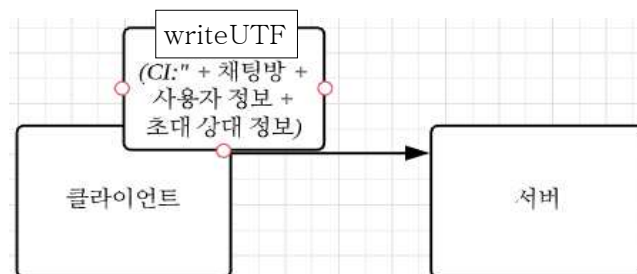 writeUTF
(CI:" + 채팅방 +
사용자 정보 +
초대 상대 정보)
클라이언트
서버